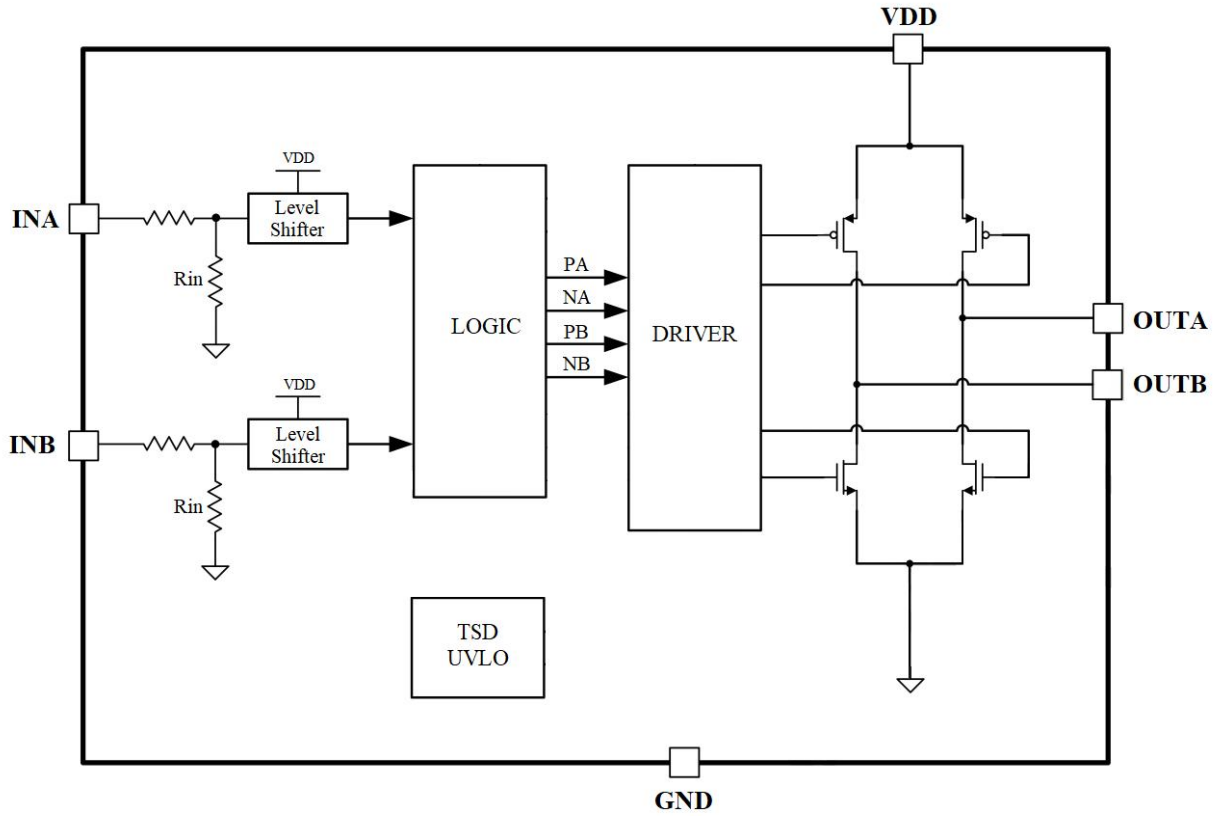 VDD
VDD
INA
Level
Shifter
Rin
PA
NA
LOGIC
PB
NB
DRIVER
OUTA
OUTB
VDD
INB
Level
Shifter
Rin
TSD
UVLO
GND